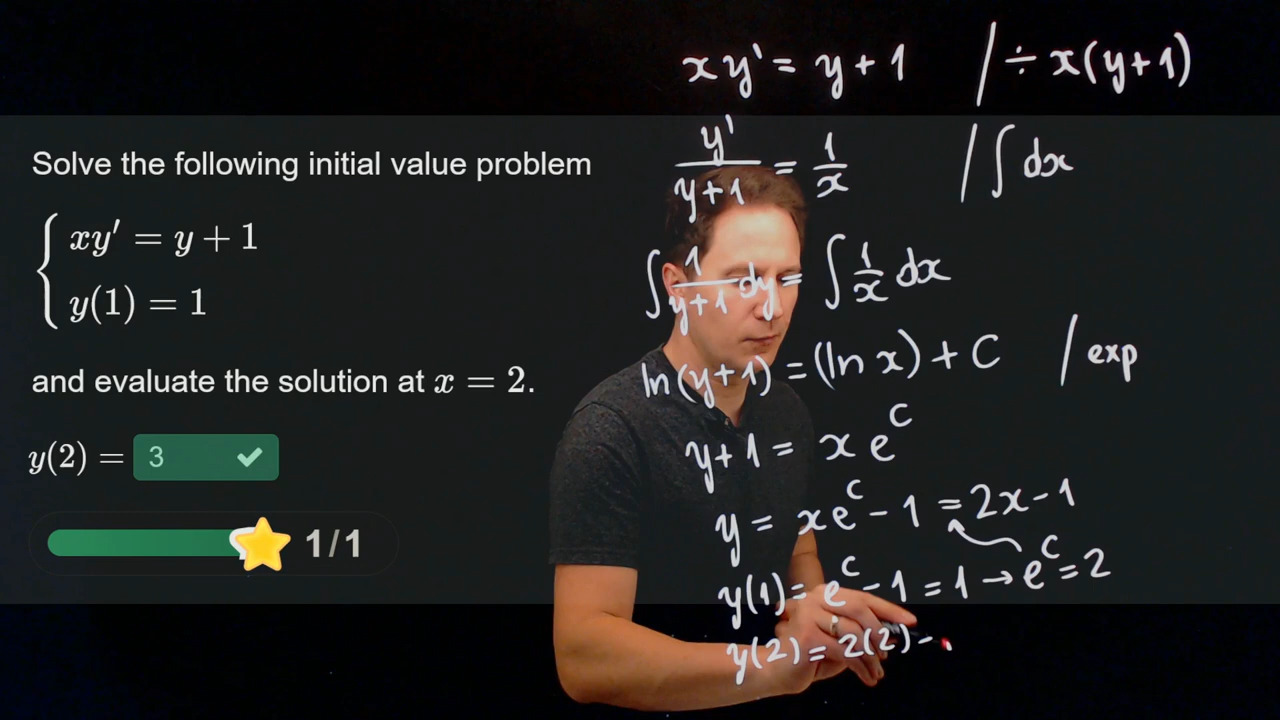 Solve the following initial value problem
xy′ = y + 1
y(1) = 1
and evaluate the solution at x = 2.
y(2) = 3 ✓
1/1
xy' = y+1 / ÷ x(y+1)
y'/(y+1) = 1/x / ∫ dx
∫ 1/(y+1) dy = ∫ 1/x dx
ln(y+1) = (ln x) + C / exp
y+1 = x e^c
y = xe^c - 1 = 2x-1
y(1) = e^c - 1 = 1 → e^c = 2
y(2) = 2(2) -